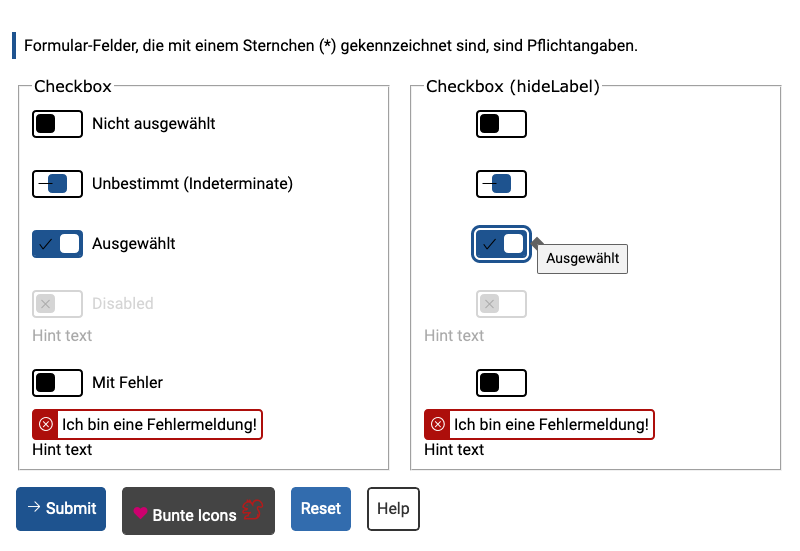 Formular-Felder, die mit einem Sternchen (*) gekennzeichnet sind, sind Pflichtangaben.
Checkbox
Nicht ausgewählt
Unbestimmt (Indeterminate)
Ausgewählt
Disabled
Hint text
Mit Fehler
Ich bin eine Fehlermeldung!
Hint text
Checkbox (hideLabel)
Ausgewählt
Hint text
Ich bin eine Fehlermeldung!
Hint text
Submit
Bunte Icons
Reset
Help